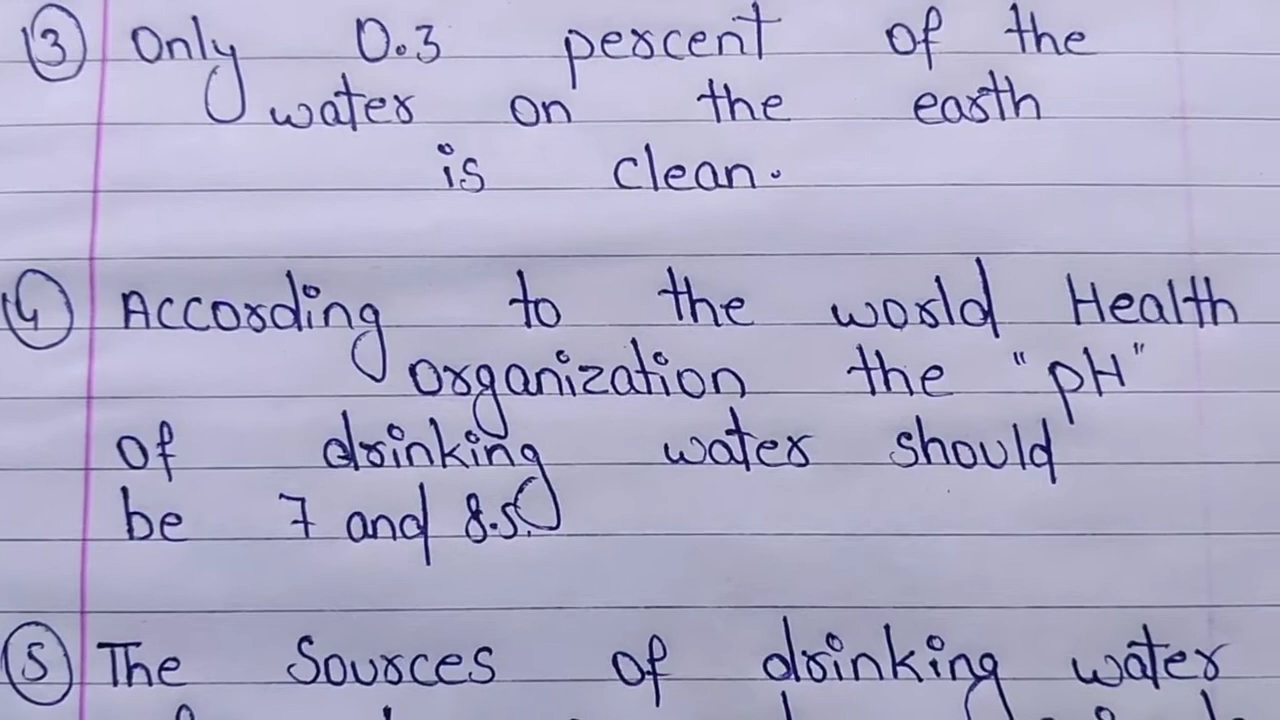 ③ Only 0.3 percent of the
water on the earth
is clean.
④ According to the world Health
organization the "pH"
of drinking water should
be 7 and 8.5.
⑤ The Sources of drinking water